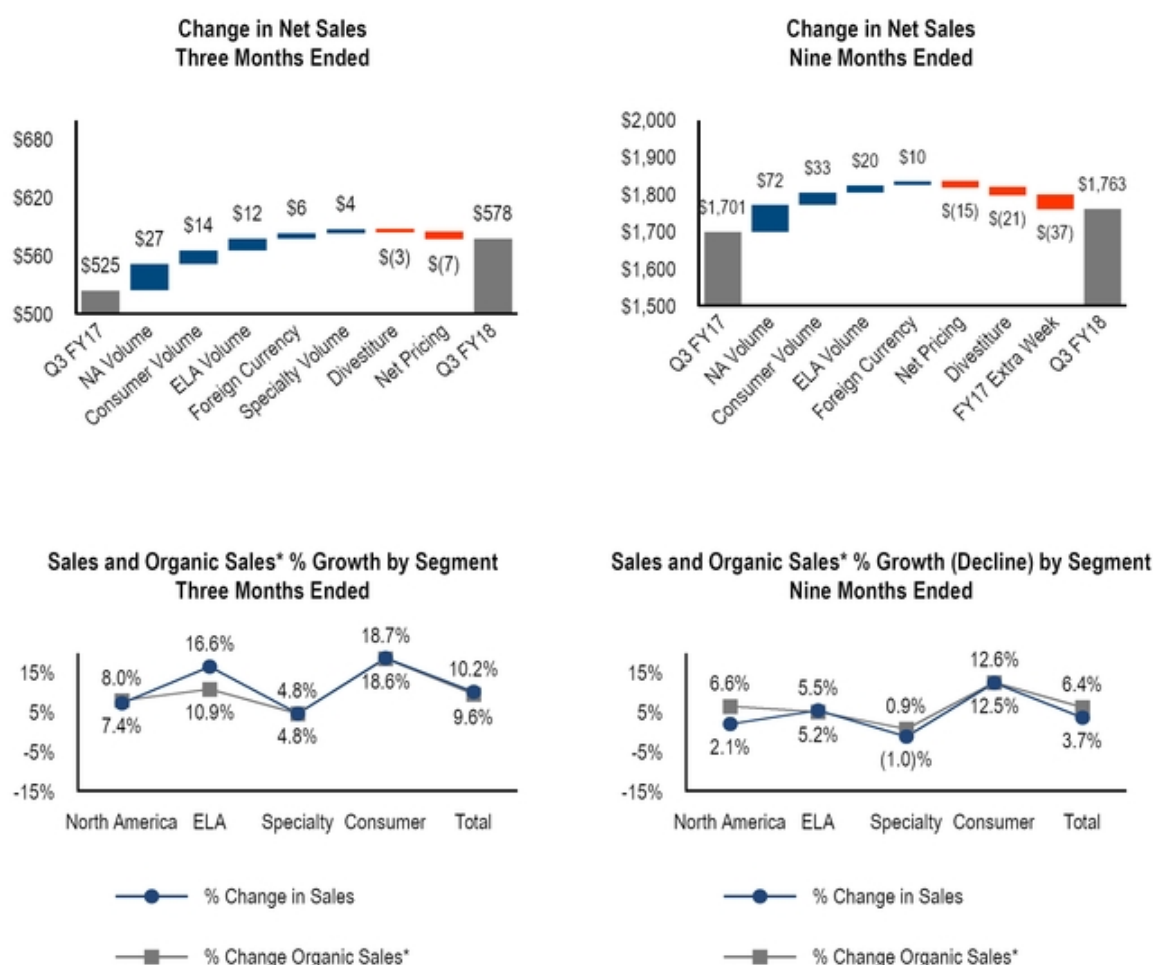 Change in Net Sales
Three Months Ended
$680
$620
$560
$500
$525
$27
$14
$12
$6
$4
$(3)
$(7)
$578
Q3 FY17
NA Volume
Consumer Volume
ELA Volume
Foreign Currency
Specialty Volume
Divestiture
Net Pricing
Q3 FY18
Change in Net Sales
Nine Months Ended
$2,000
$1,900
$1,800
$1,700
$1,600
$1,500
$1,701
$72
$33
$20
$10
$(15)
$(21)
$(37)
$1,763
Q3 FY17
NA Volume
Consumer Volume
ELA Volume
Foreign Currency
Net Pricing
Divestiture
FY17 Extra Week
Q3 FY18
Sales and Organic Sales* % Growth by Segment
Three Months Ended
15%
5%
-5%
-15%
8.0%
7.4%
16.6%
10.9%
4.8%
4.8%
18.7%
18.6%
10.2%
9.6%
North America
ELA
Specialty
Consumer
Total
% Change in Sales
% Change Organic Sales*
Sales and Organic Sales* % Growth (Decline) by Segment
Nine Months Ended
15%
5%
-5%
-15%
6.6%
2.1%
5.5%
5.2%
0.9%
(1.0)%
12.6%
12.5%
6.4%
3.7%
North America
ELA
Specialty
Consumer
Total
% Change in Sales
% Change Organic Sales*